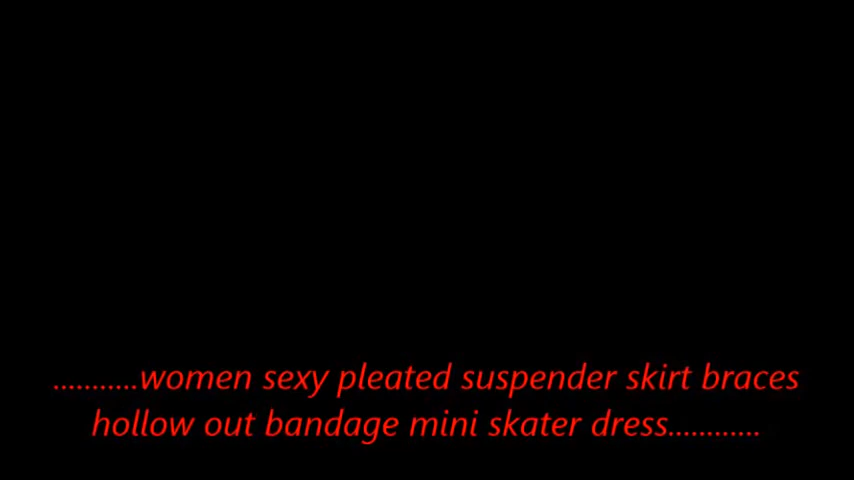 ...........women sexy pleated suspender skirt braces
hollow out bandage mini skater dress............